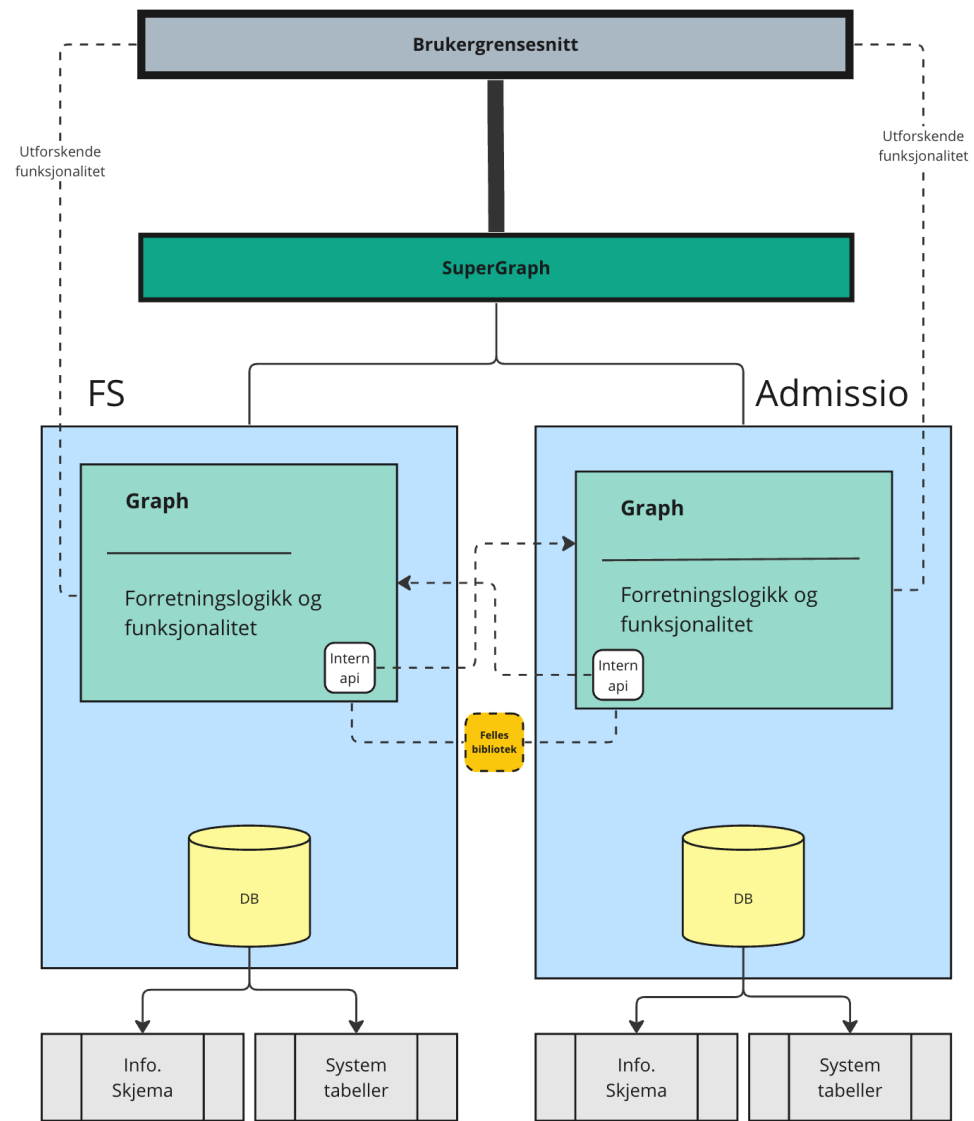 Brukergrensesnitt
Utforskende
funksjonalitet
Utforskende
funksjonalitet
SuperGraph
FS
Admissio
Graph
Forretningslogikk og
funksjonalitet
Intern
api
Graph
Forretningslogikk og
funksjonalitet
Intern
api
Felles
bibliotek
DB
DB
Info.
Skjema
System
tabeller
Info.
Skjema
System
tabeller